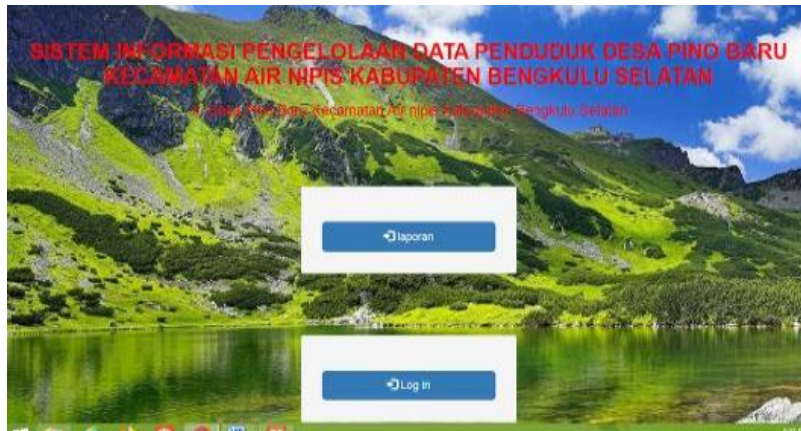 SISTEM INFORMASI PENGELOLAAN DATA PENDUDUK DESA PINO BARU
KECAMATAN AIR NIPIS KABUPATEN BENGKULU SELATAN
Desa Pino Baru Kecamatan Air nipis Kabupaten Bengkulu Selatan
laporan
Log in